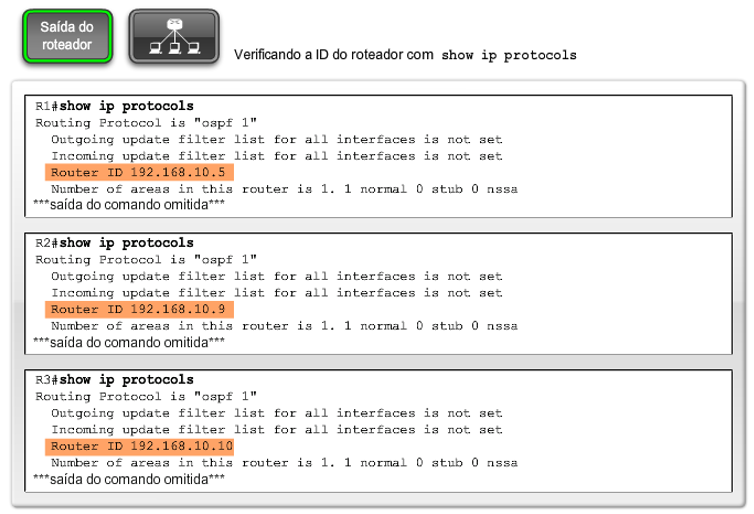 Saída do
roteador
Verificando a ID do roteador com show ip protocols
R1#show ip protocols
Routing Protocol is "ospf 1"
Outgoing update filter list for all interfaces is not set
Incoming update filter list for all interfaces is not set
Router ID 192.168.10.5
Number of areas in this router is 1. 1 normal 0 stub 0 nssa
***saída do comando omitida***
R2#show ip protocols
Routing Protocol is "ospf 1"
Outgoing update filter list for all interfaces is not set
Incoming update filter list for all interfaces is not set
Router ID 192.168.10.9
Number of areas in this router is 1. 1 normal 0 stub 0 nssa
***saída do comando omitida***
R3#show ip protocols
Routing Protocol is "ospf 1"
Outgoing update filter list for all interfaces is not set
Incoming update filter list for all interfaces is not set
Router ID 192.168.10.10
Number of areas in this router is 1. 1 normal 0 stub 0 nssa
***saída do comando omitida***